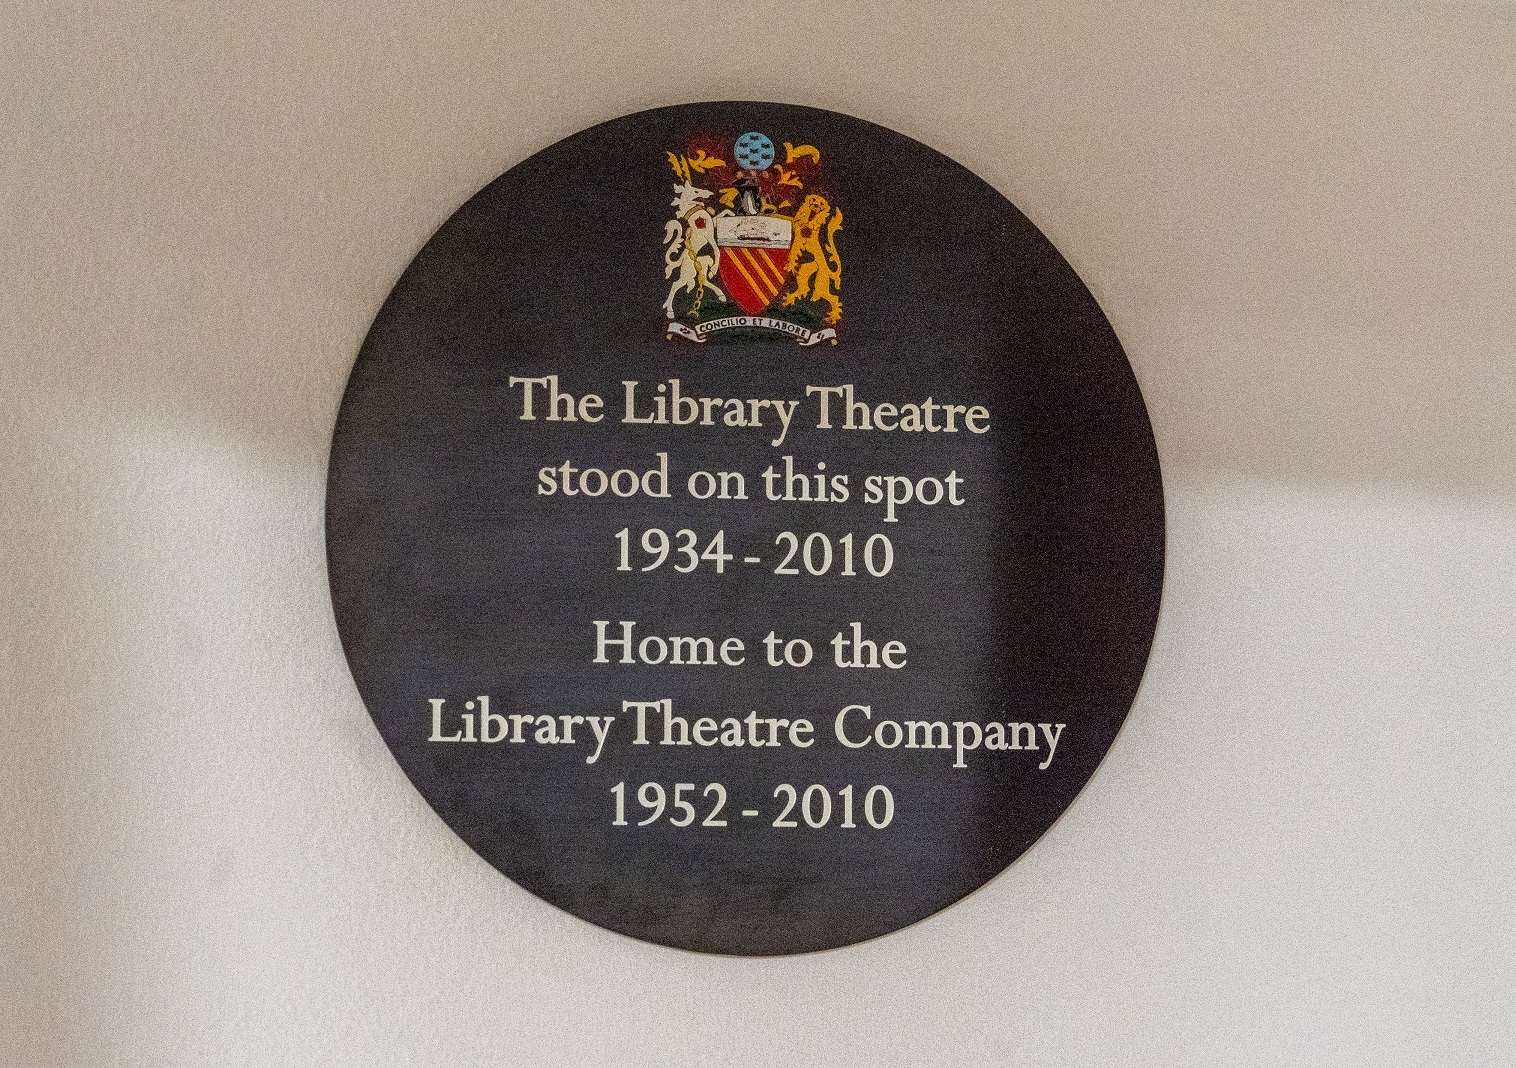 CONCILIO ET LABORE
The Library Theatre
stood on this spot
1934 - 2010
Home to the
Library Theatre Company
1952 - 2010